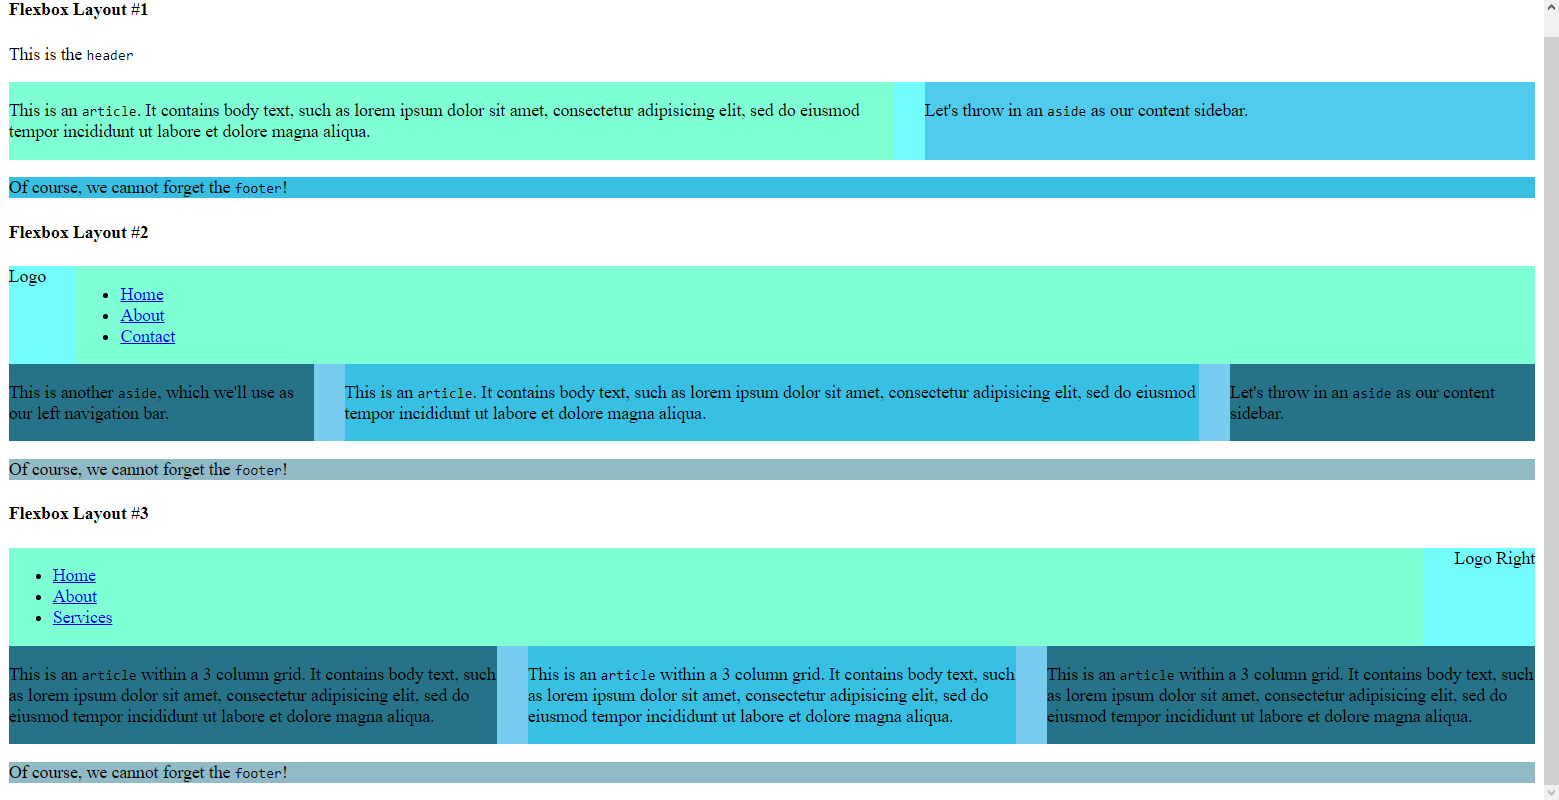 Flexbox Layout #1
This is the header
This is an article. It contains body text, such as lorem ipsum dolor sit amet, consectetur adipisicing elit, sed do eiusmod
tempor incididunt ut labore et dolore magna aliqua.
Let's throw in an aside as our content sidebar.
Of course, we cannot forget the footer!
Flexbox Layout #2
Logo
Home
About
Contact
This is another aside, which we'll use as
our left navigation bar.
This is an article. It contains body text, such as lorem ipsum dolor sit amet, consectetur adipisicing elit, sed do eiusmod
tempor incididunt ut labore et dolore magna aliqua.
Let's throw in an aside as our content
sidebar.
Of course, we cannot forget the footer!
Flexbox Layout #3
Home
About
Services
Logo Right
This is an article within a 3 column grid. It contains body text, such
as lorem ipsum dolor sit amet, consectetur adipisicing elit, sed do
eiusmod tempor incididunt ut labore et dolore magna aliqua.
This is an article within a 3 column grid. It contains body text, such
as lorem ipsum dolor sit amet, consectetur adipisicing elit, sed do
eiusmod tempor incididunt ut labore et dolore magna aliqua.
This is an article within a 3 column grid. It contains body text, such
as lorem ipsum dolor sit amet, consectetur adipisicing elit, sed do
eiusmod tempor incididunt ut labore et dolore magna aliqua.
Of course, we cannot forget the footer!